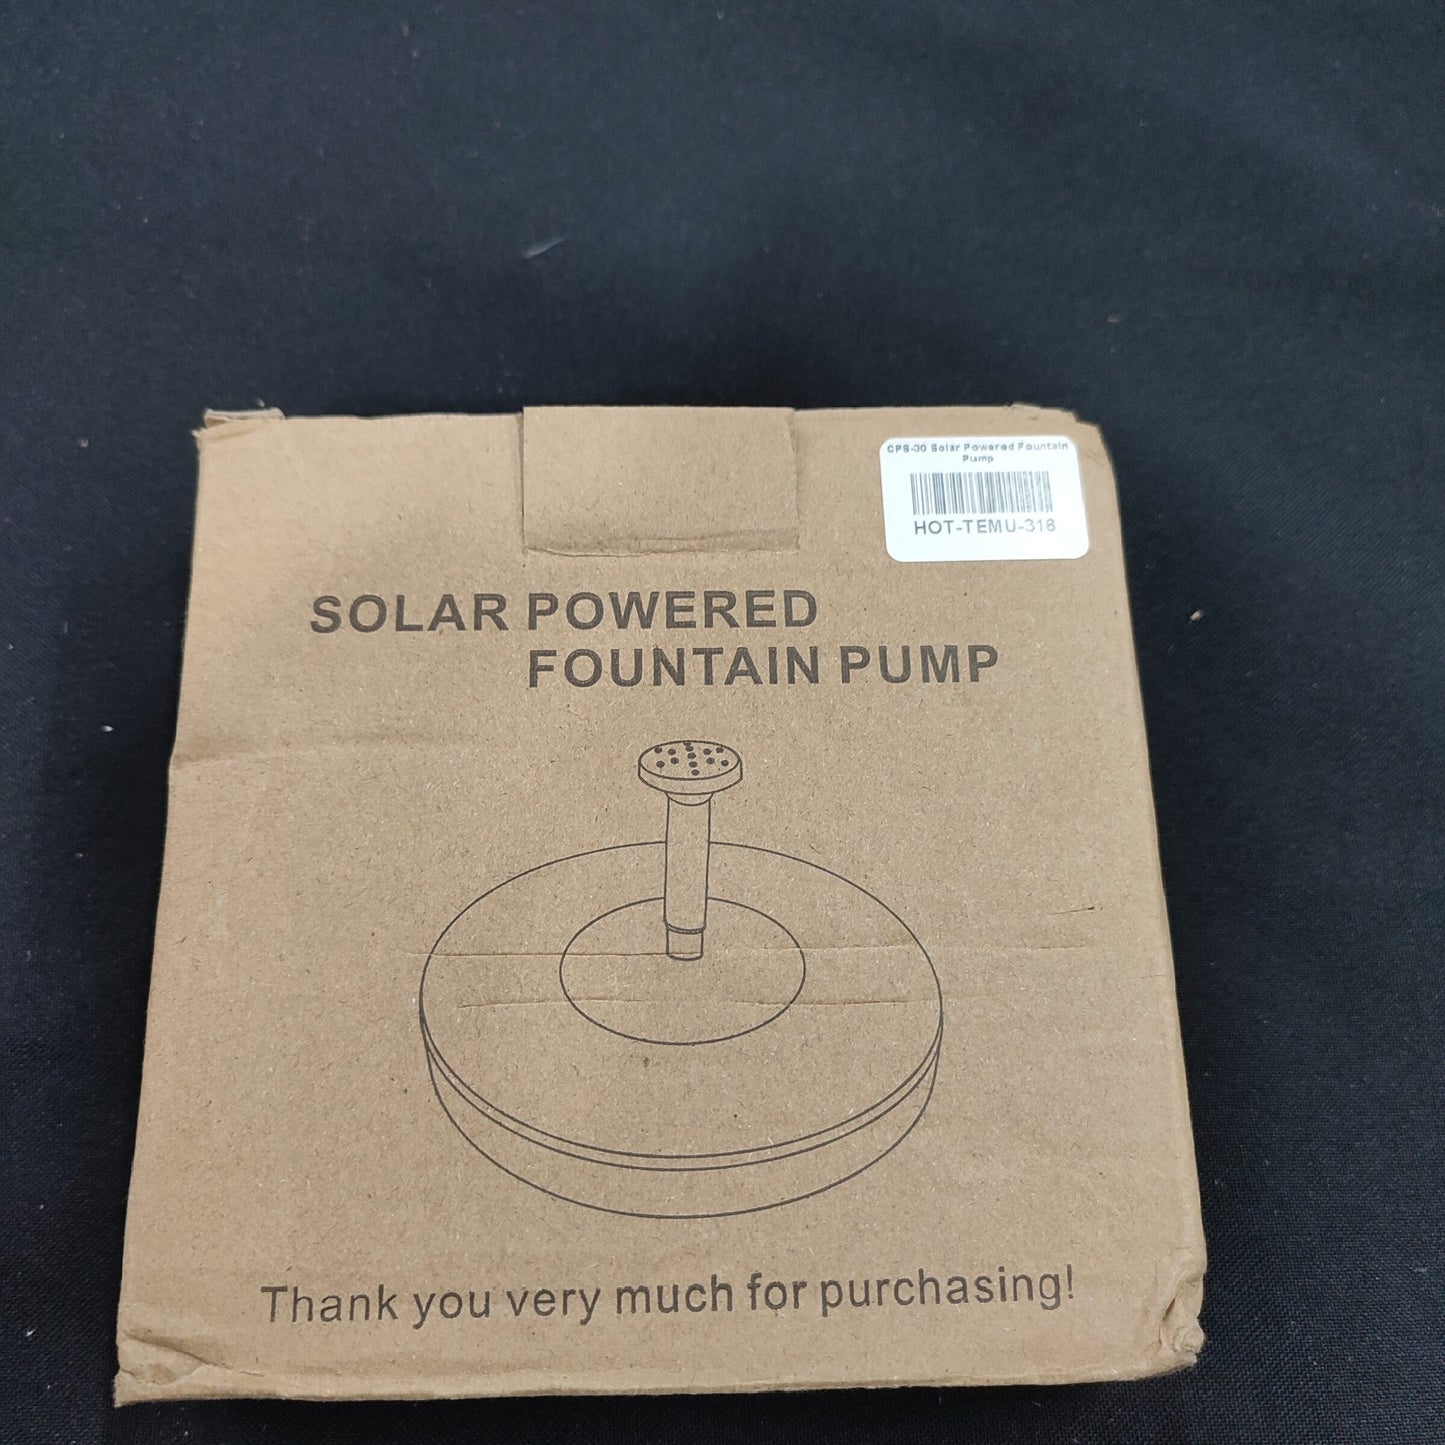 CPS-30 Solar Powered Fountain
Pump
HOT-TEMU-316
SOLAR POWERED
FOUNTAIN PUMP
Thank you very much for purchasing!